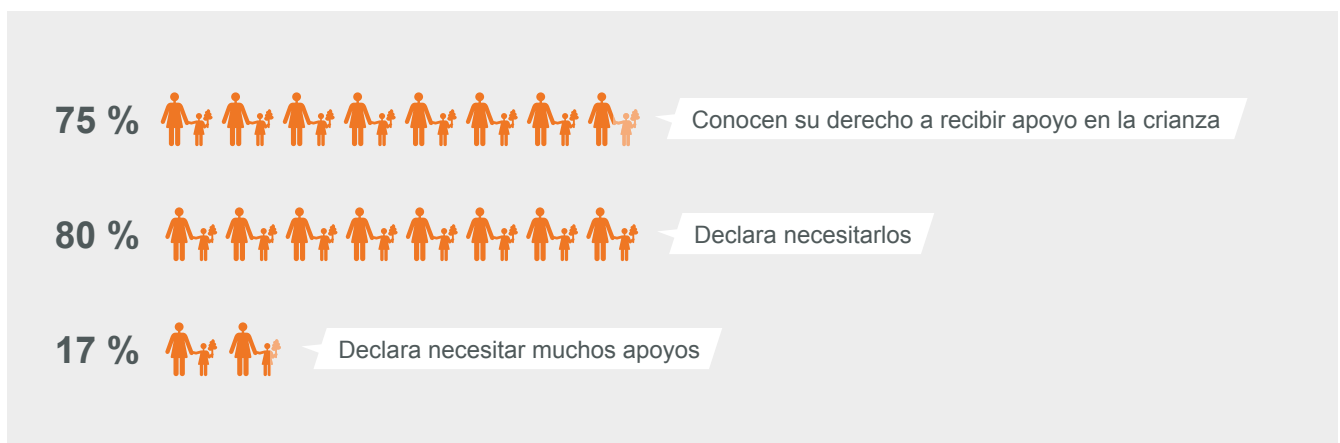 75 % Conocen su derecho a recibir apoyo en la crianza
80 % Declara necesitarlos
17 % Declara necesitar muchos apoyos